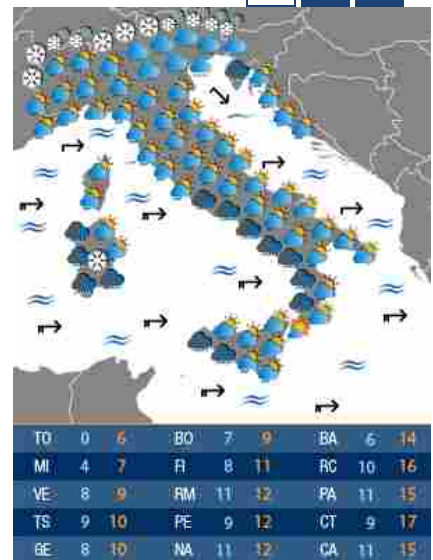 TO 0 6 BO 7 9 BA 6 14
MI 4 7 FI 8 11 RC 10 16
VE 8 9 RM 11 12 PA 11 15
TS 9 10 PE 9 12 CT 9 17
GE 8 10 NA 11 12 CA 11 15